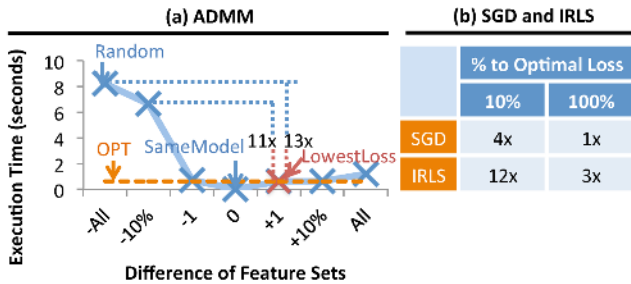 (a) ADMM
(b) SGD and IRLS
Execution Time (seconds)
10
8
6
4
2
0
Random
OPT
SameModel
11x 13x
LowestLoss
-All
-10%
-1
0
+1
+10%
All
Difference of Feature Sets
% to Optimal Loss
10% 100%
SGD 4x 1x
IRLS 12x 3x